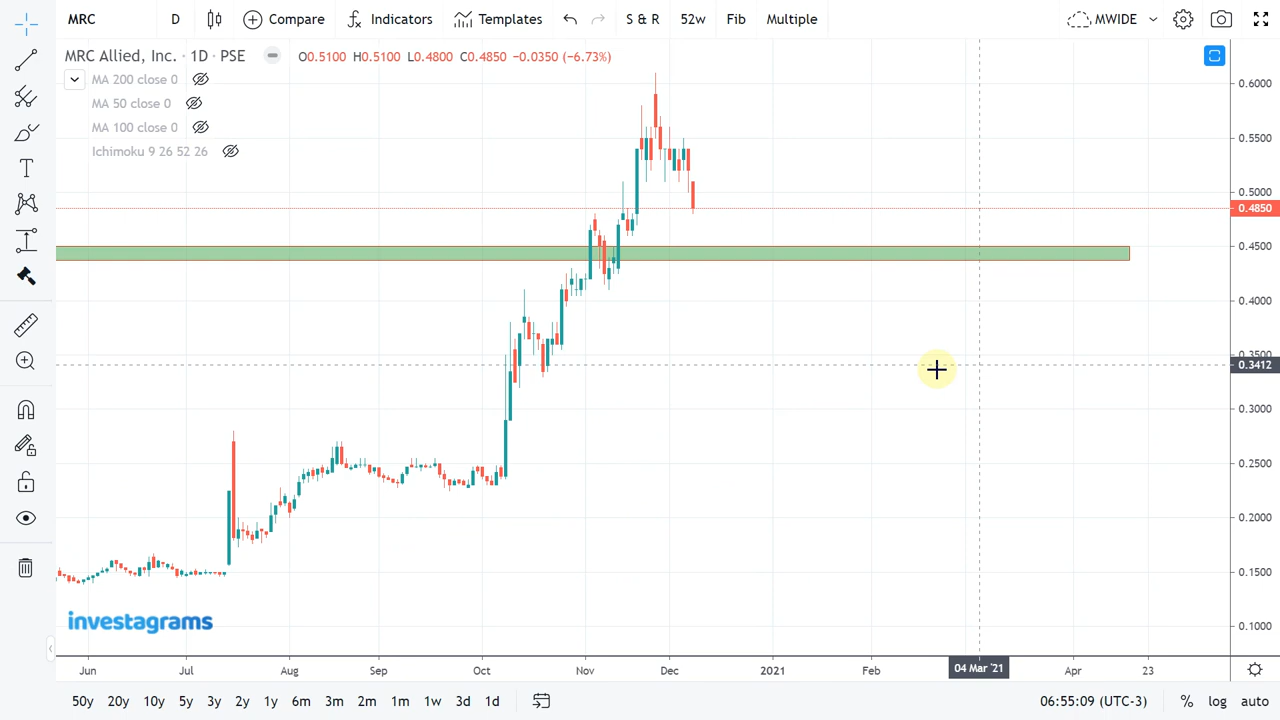 MRC D Compare Indicators Templates S & R 52w Fib Multiple MWIDE
MRC Allied, Inc. · 1D · PSE O0.5100 H0.5100 L0.4800 C0.4850 −0.0350 (−6.73%)
MA 200 close 0
MA 50 close 0
MA 100 close 0
Ichimoku 9 26 52 26
0.6000
0.5500
0.5000
0.4850
0.4500
0.4000
0.3500
0.3412
0.3000
0.2500
0.2000
0.1500
0.1000
investagrams
Jun Jul Aug Sep Oct Nov Dec 2021 Feb 04 Mar '21 Apr 23
50y 20y 10y 5y 3y 2y 1y 6m 3m 2m 1m 1w 3d 1d 06:55:09 (UTC-3) % log auto